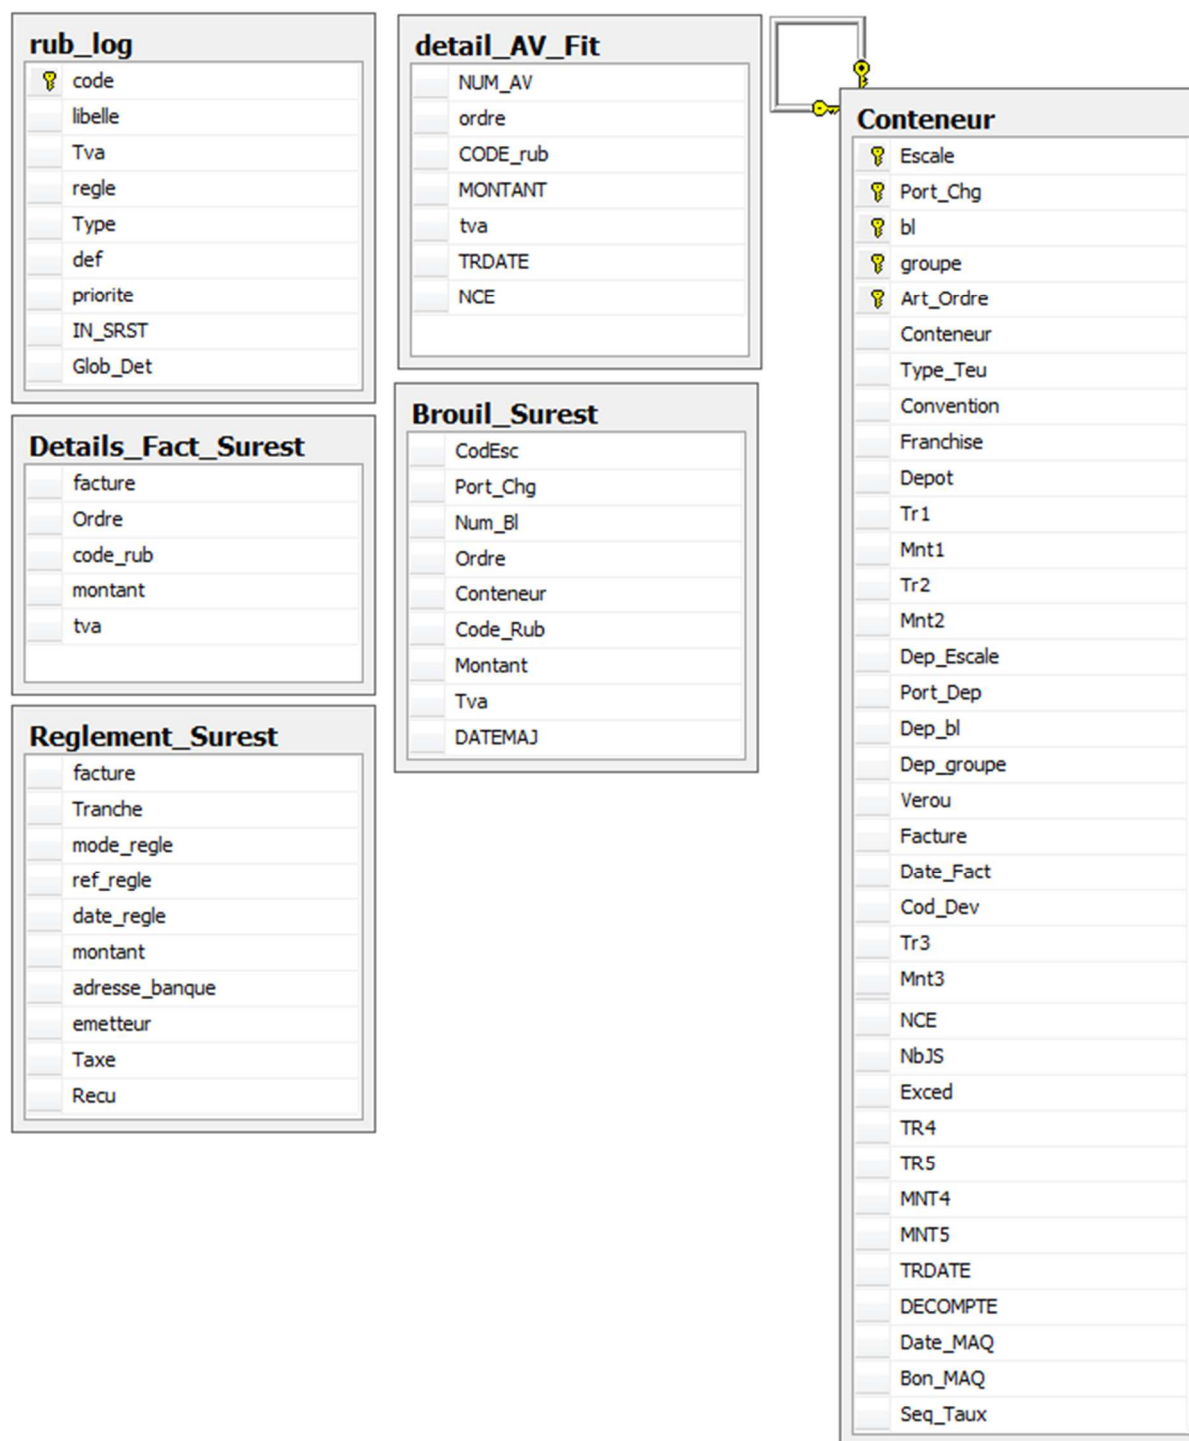 rub_log
code
libelle
Tva
regle
Type
def
priorite
IN_SRST
Glob_Det
detail_AV_Fit
NUM_AV
ordre
CODE_rub
MONTANT
tva
TRDATE
NCE
Details_Fact_Surest
facture
Ordre
code_rub
montant
tva
Brouil_Surest
CodEsc
Port_Chg
Num_Bl
Ordre
Conteneur
Code_Rub
Montant
Tva
DATEMAJ
Reglement_Surest
facture
Tranche
mode_regle
ref_regle
date_regle
montant
adresse_banque
emetteur
Taxe
Recu
Conteneur
Escale
Port_Chg
bl
groupe
Art_Ordre
Conteneur
Type_Teu
Convention
Franchise
Depot
Tr1
Mnt1
Tr2
Mnt2
Dep_Escale
Port_Dep
Dep_bl
Dep_groupe
Verou
Facture
Date_Fact
Cod_Dev
Tr3
Mnt3
NCE
NbJS
Exced
TR4
TR5
MNT4
MNT5
TRDATE
DECOMPTE
Date_MAQ
Bon_MAQ
Seq_Taux